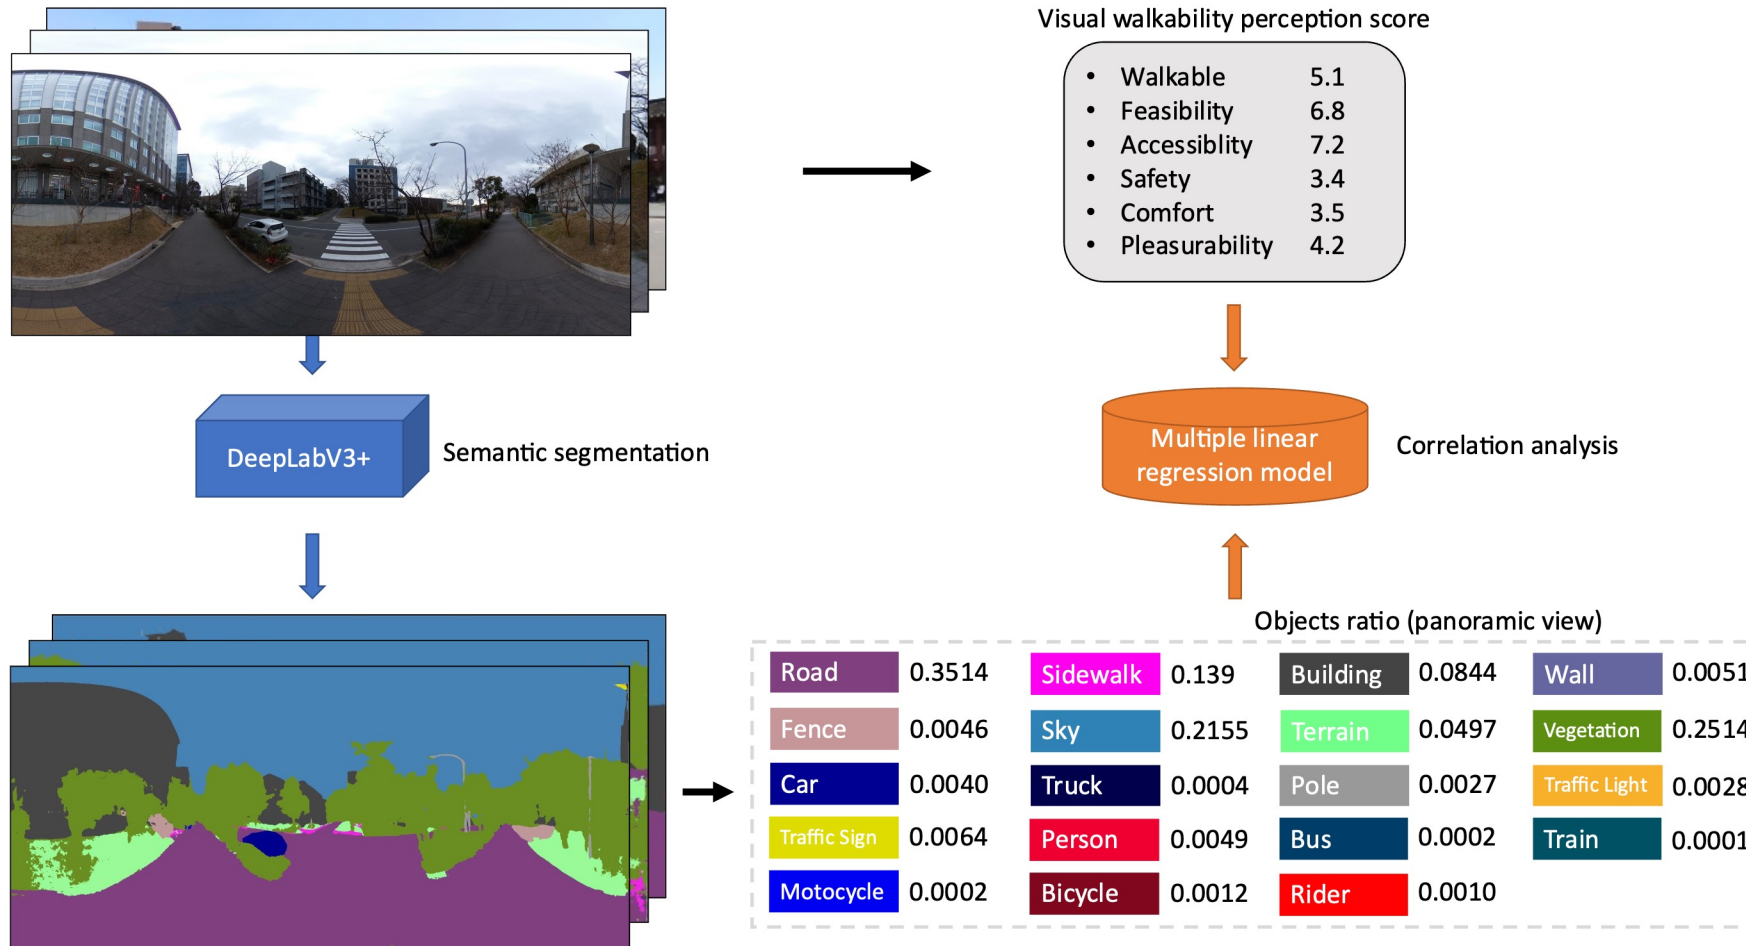 Visual walkability perception score
• Walkable 5.1
• Feasibility 6.8
• Accessiblity 7.2
• Safety 3.4
• Comfort 3.5
• Pleasurability 4.2
DeepLabV3+
Semantic segmentation
Multiple linear
regression model
Correlation analysis
Objects ratio (panoramic view)
Road 0.3514 Sidewalk 0.139 Building 0.0844 Wall 0.0051
Fence 0.0046 Sky 0.2155 Terrain 0.0497 Vegetation 0.2514
Car 0.0040 Truck 0.0004 Pole 0.0027 Traffic Light 0.0028
Traffic Sign 0.0064 Person 0.0049 Bus 0.0002 Train 0.0001
Motocycle 0.0002 Bicycle 0.0012 Rider 0.0010